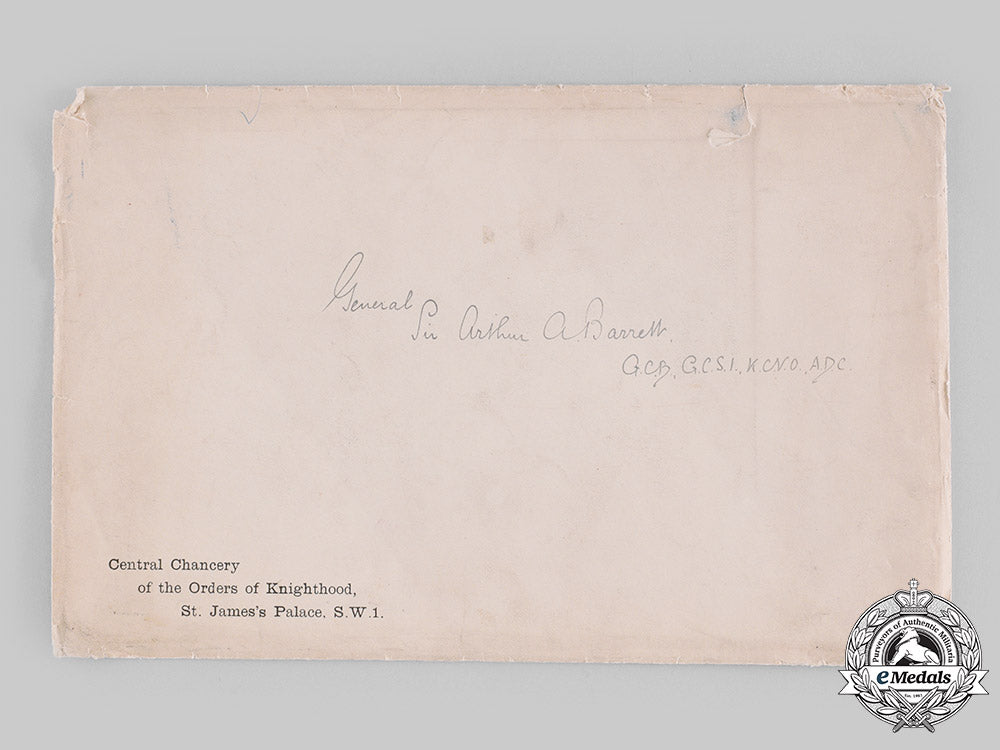 General
Sir Arthur A. Barrett.
G.C.B., G.C.S.I., K.C.V.O., A.D.C.
Central Chancery
of the Orders of Knighthood,
St. James's Palace, S.W.1.
Purveyors of Authentic Militaria
eMedals